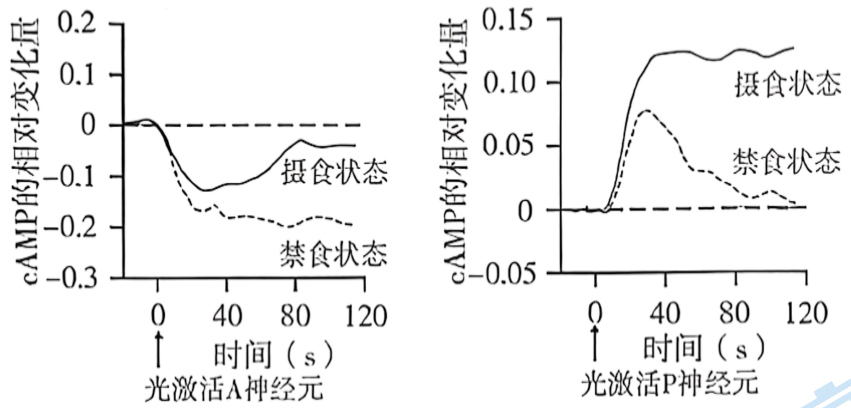 cAMP的相对变化量
0.2
0.1
0
-0.1
-0.2
-0.3
摄食状态
禁食状态
0 40 80 120
时间(s)
光激活A神经元
cAMP的相对变化量
0.15
0.10
0.05
0
-0.05
摄食状态
禁食状态
0 40 80 120
时间(s)
光激活P神经元